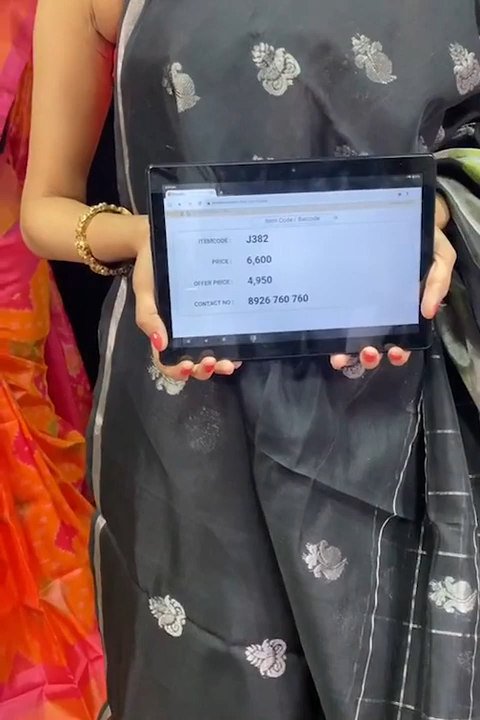 Item Code / Barcode
ITEMCODE : J382
PRICE : 6,600
OFFER PRICE : 4,950
CONTACT NO : 8926 760 760